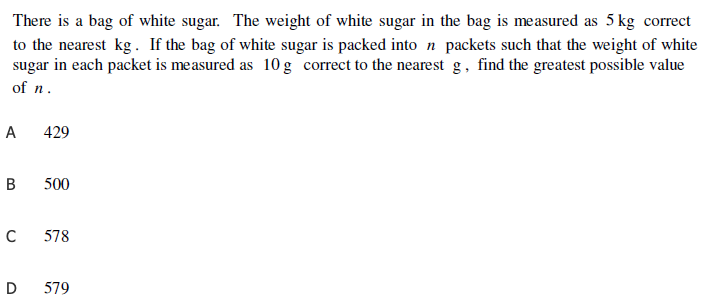 There is a bag of white sugar. The weight of white sugar in the bag is measured as 5 kg correct
to the nearest kg. If the bag of white sugar is packed into n packets such that the weight of white
sugar in each packet is measured as 10 g correct to the nearest g, find the greatest possible value
of n.
A 429
B 500
C 578
D 579